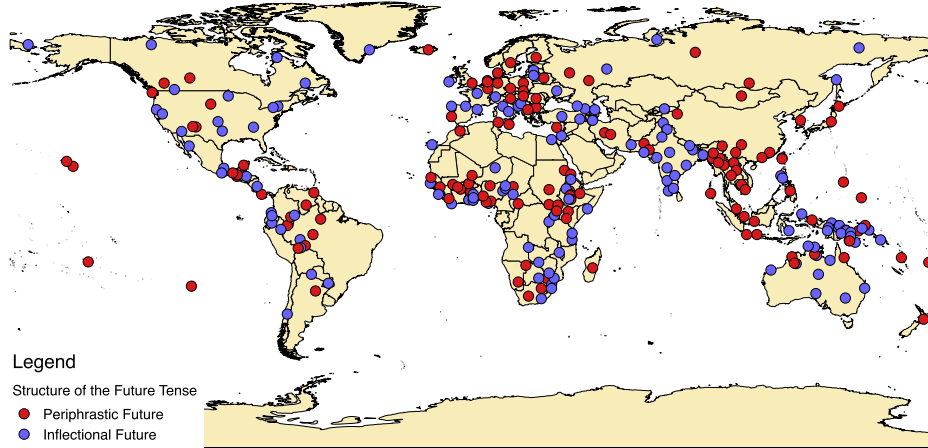 Legend
Structure of the Future Tense
Periphrastic Future
Inflectional Future